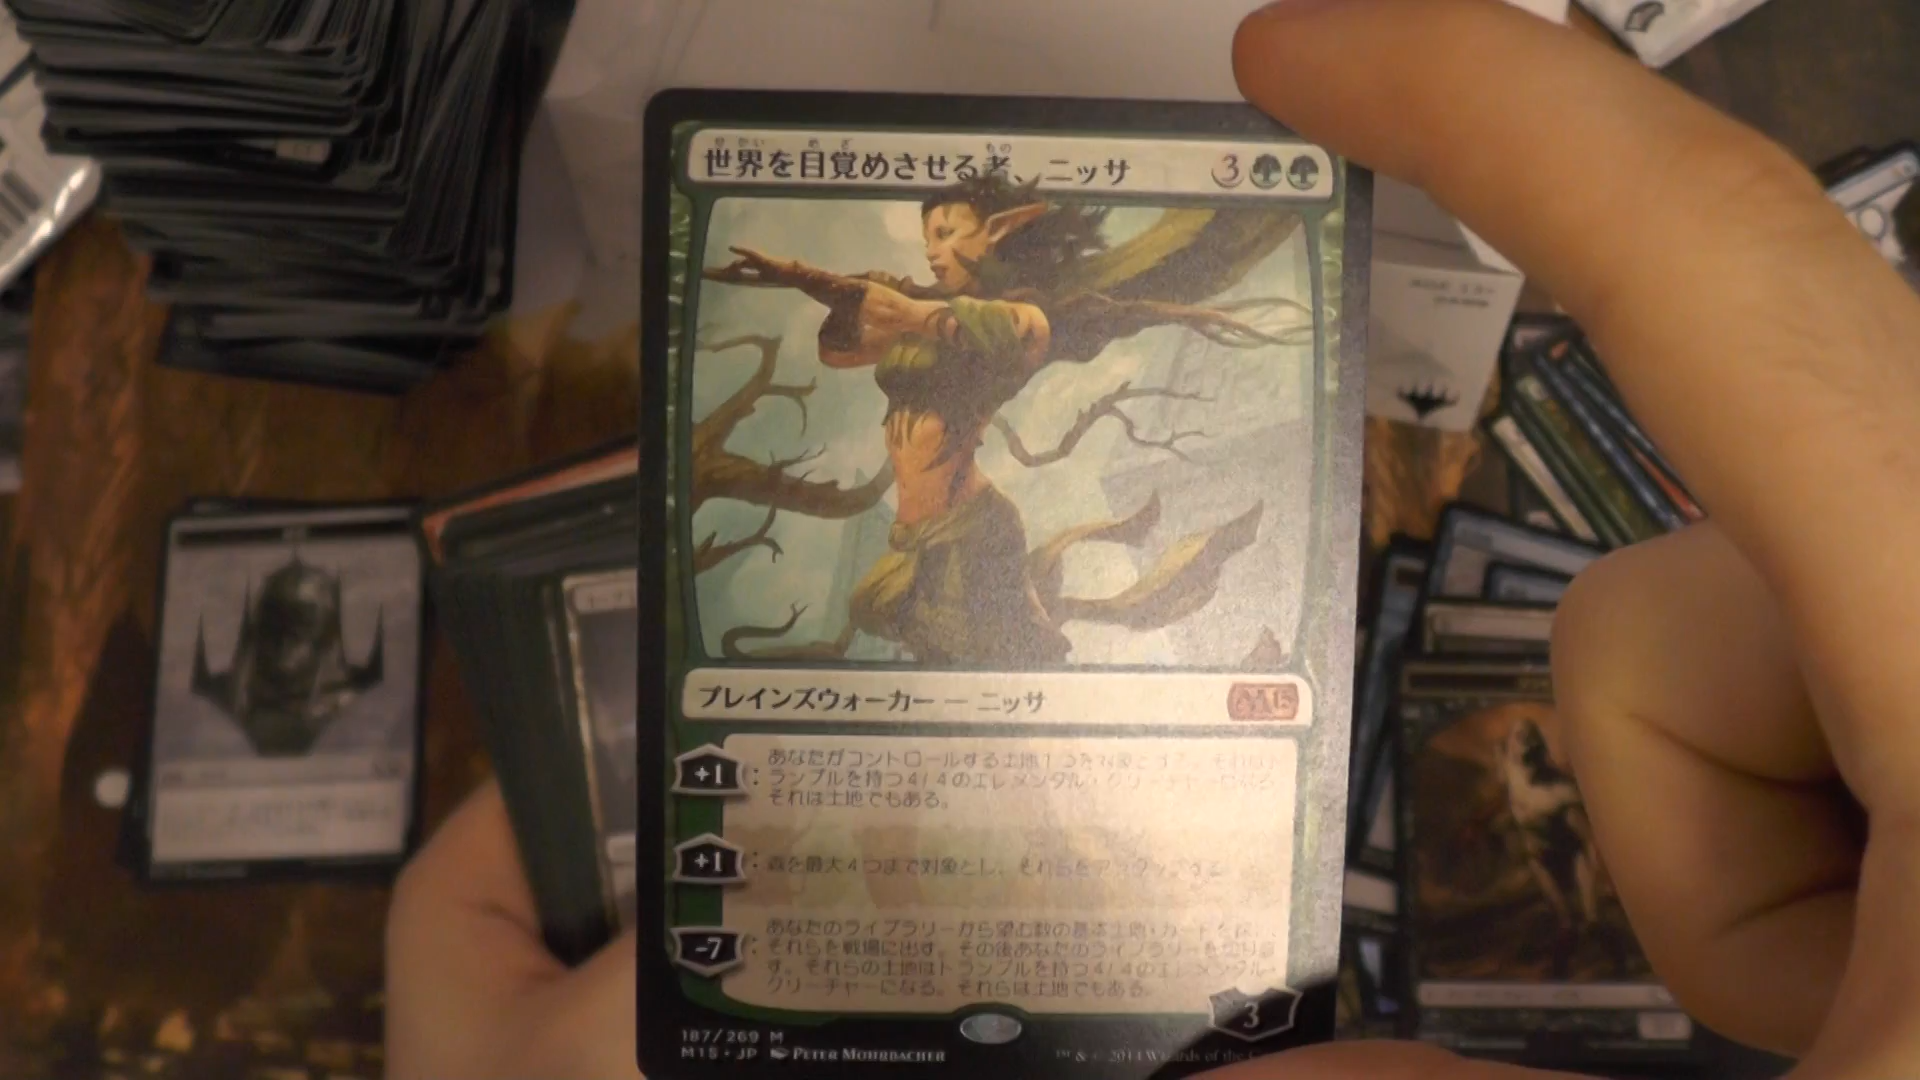 世界を目覚めさせる者、ニッサ 3
プレインズウォーカー — ニッサ
M15
+1
あなたがコントロールする土地1つを対象とする。それは
ランプルを持つ4/4のエレメンタル・クリーチャーになる
それは土地でもある。
+1
森を最大4つまで対象とし、それらをアンタップする
-7
あなたのライブラリーから望む数の基本土地・カードを探し、
それらを戦場に出す。その後あなたのライブラリーを切り直
す。それらの土地はトランプルを持つ4/4のエレメンタル・
クリーチャーになる。それらは土地でもある。
3
187/269 M
M15・JP PETER MOHRBACHER
™ & © 2014 Wizards of the